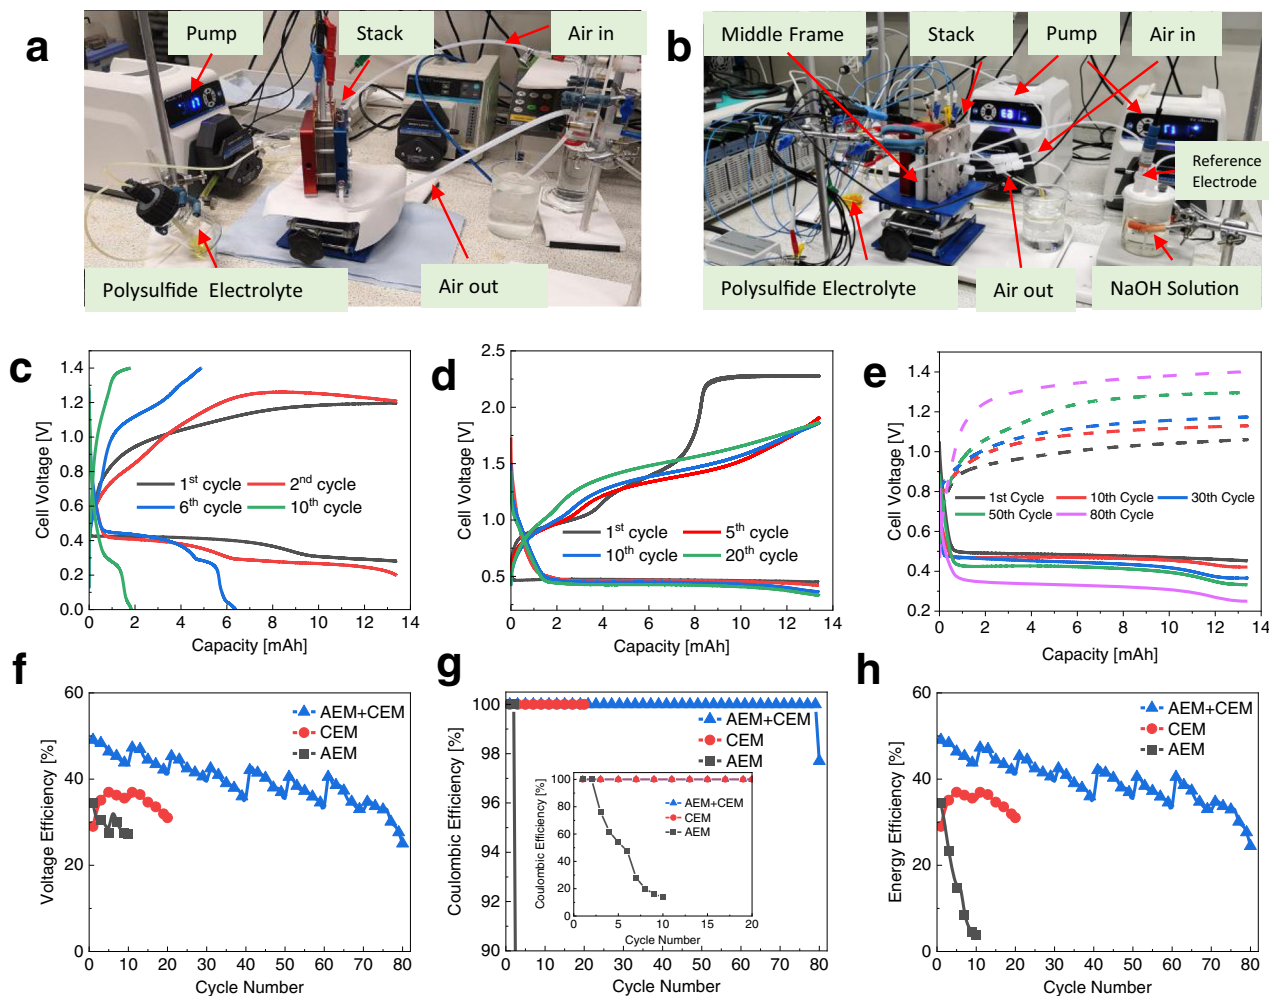 a
Pump
Stack
Air in
Polysulfide Electrolyte
Air out
b
Middle Frame
Stack
Pump
Air in
Reference
Electrode
Polysulfide Electrolyte
Air out
NaOH Solution
c
Cell Voltage [V]
1.4
1.2
1.0
0.8
0.6
0.4
0.2
0.0
1st cycle
2nd cycle
6th cycle
10th cycle
0 2 4 6 8 10 12 14
Capacity [mAh]
d
Cell Voltage [V]
2.5
2.0
1.5
1.0
0.5
1st cycle
5th cycle
10th cycle
20th cycle
0 2 4 6 8 10 12 14
Capacity [mAh]
e
Cell Voltage [V]
1.4
1.2
1.0
0.8
0.6
0.4
0.2
1st Cycle
10th Cycle
30th Cycle
50th Cycle
80th Cycle
0 2 4 6 8 10 12 14
Capacity [mAh]
f
Voltage Efficiency [%]
60
40
20
0
AEM+CEM
CEM
AEM
0 10 20 30 40 50 60 70 80
Cycle Number
g
Coulombic Efficiency [%]
100
98
96
94
92
90
AEM+CEM
CEM
AEM
Coulombic Efficiency [%]
100
80
60
40
20
0
AEM+CEM
CEM
AEM
0 5 10 15 20
Cycle Number
0 10 20 30 40 50 60 70 80
Cycle Number
h
Energy Efficiency [%]
60
40
20
0
AEM+CEM
CEM
AEM
0 10 20 30 40 50 60 70 80
Cycle Number